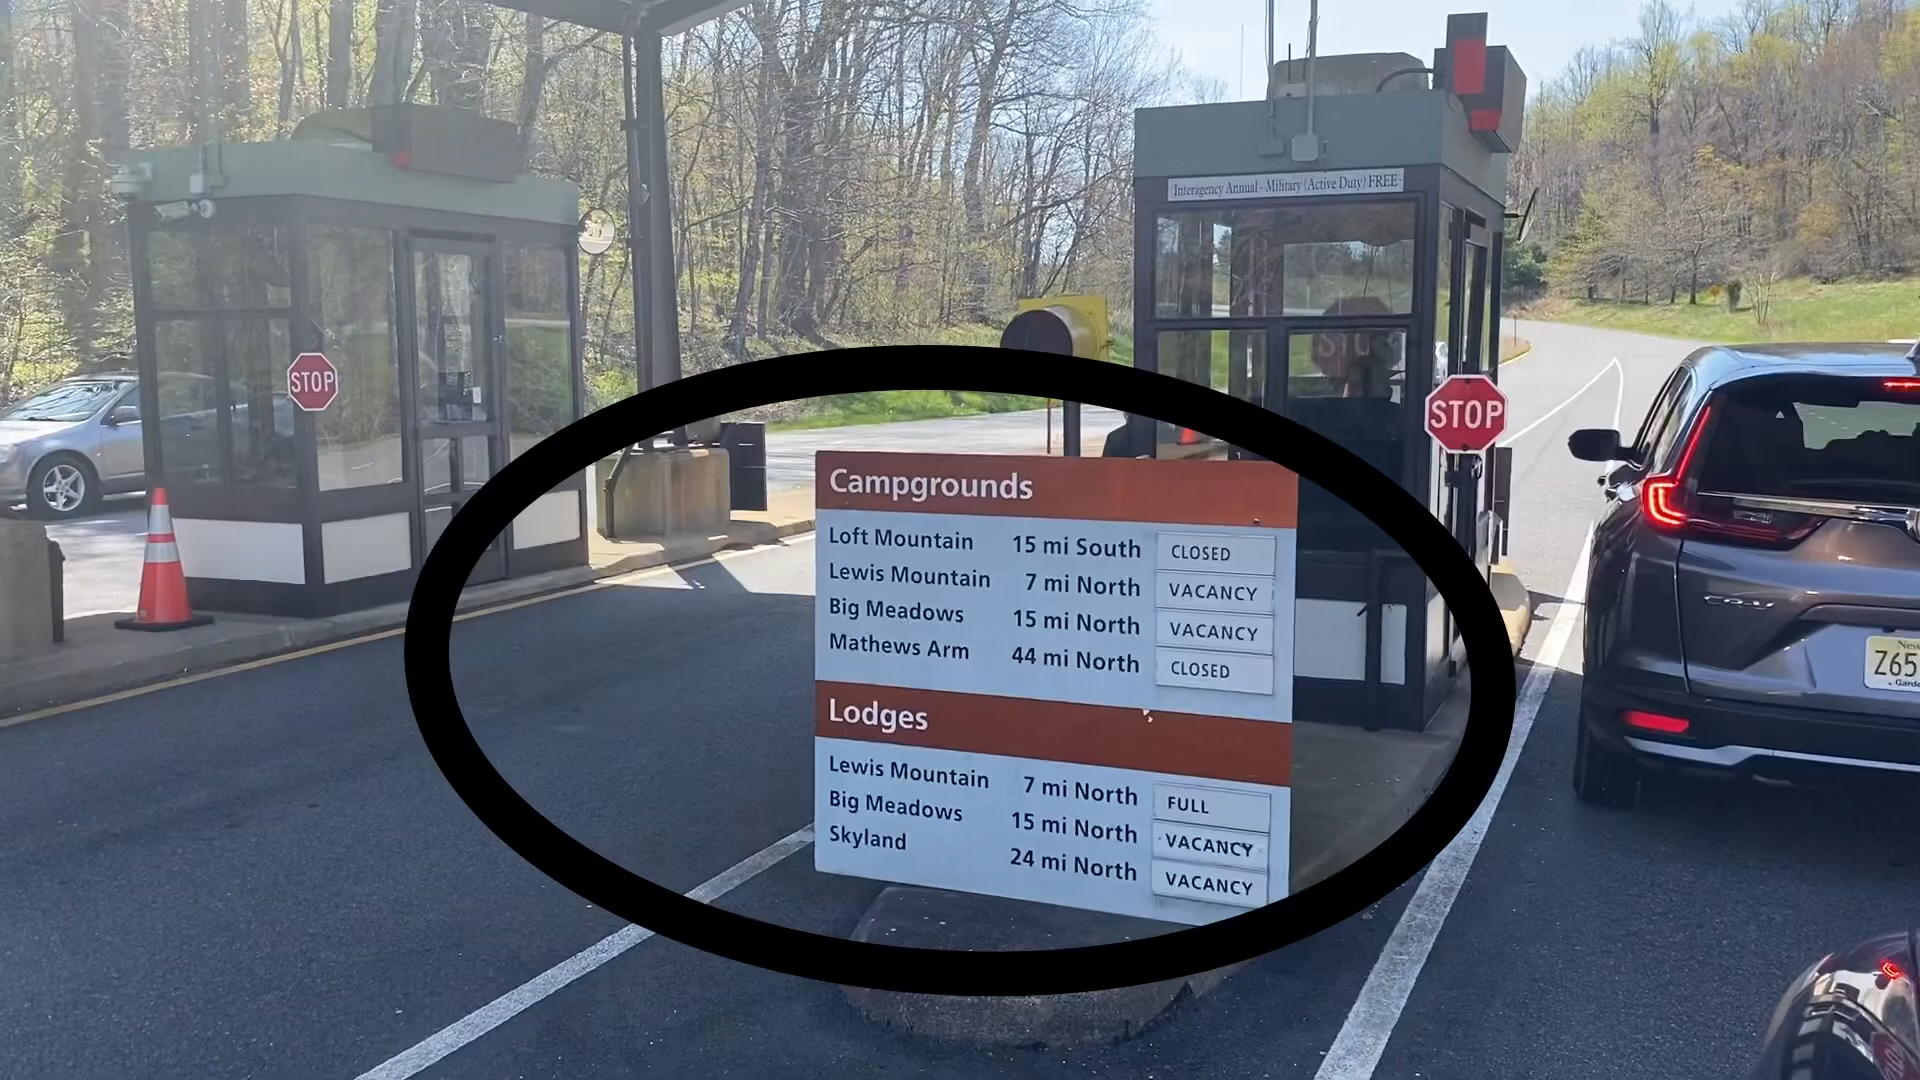 Interagency Annual - Military (Active Duty) FREE
STOP
STOP
Campgrounds
Loft Mountain 15 mi South CLOSED
Lewis Mountain 7 mi North VACANCY
Big Meadows 15 mi North VACANCY
Mathews Arm 44 mi North CLOSED
Lodges
Lewis Mountain 7 mi North FULL
Big Meadows 15 mi North VACANCY
Skyland 24 mi North VACANCY
CR-V
Z65